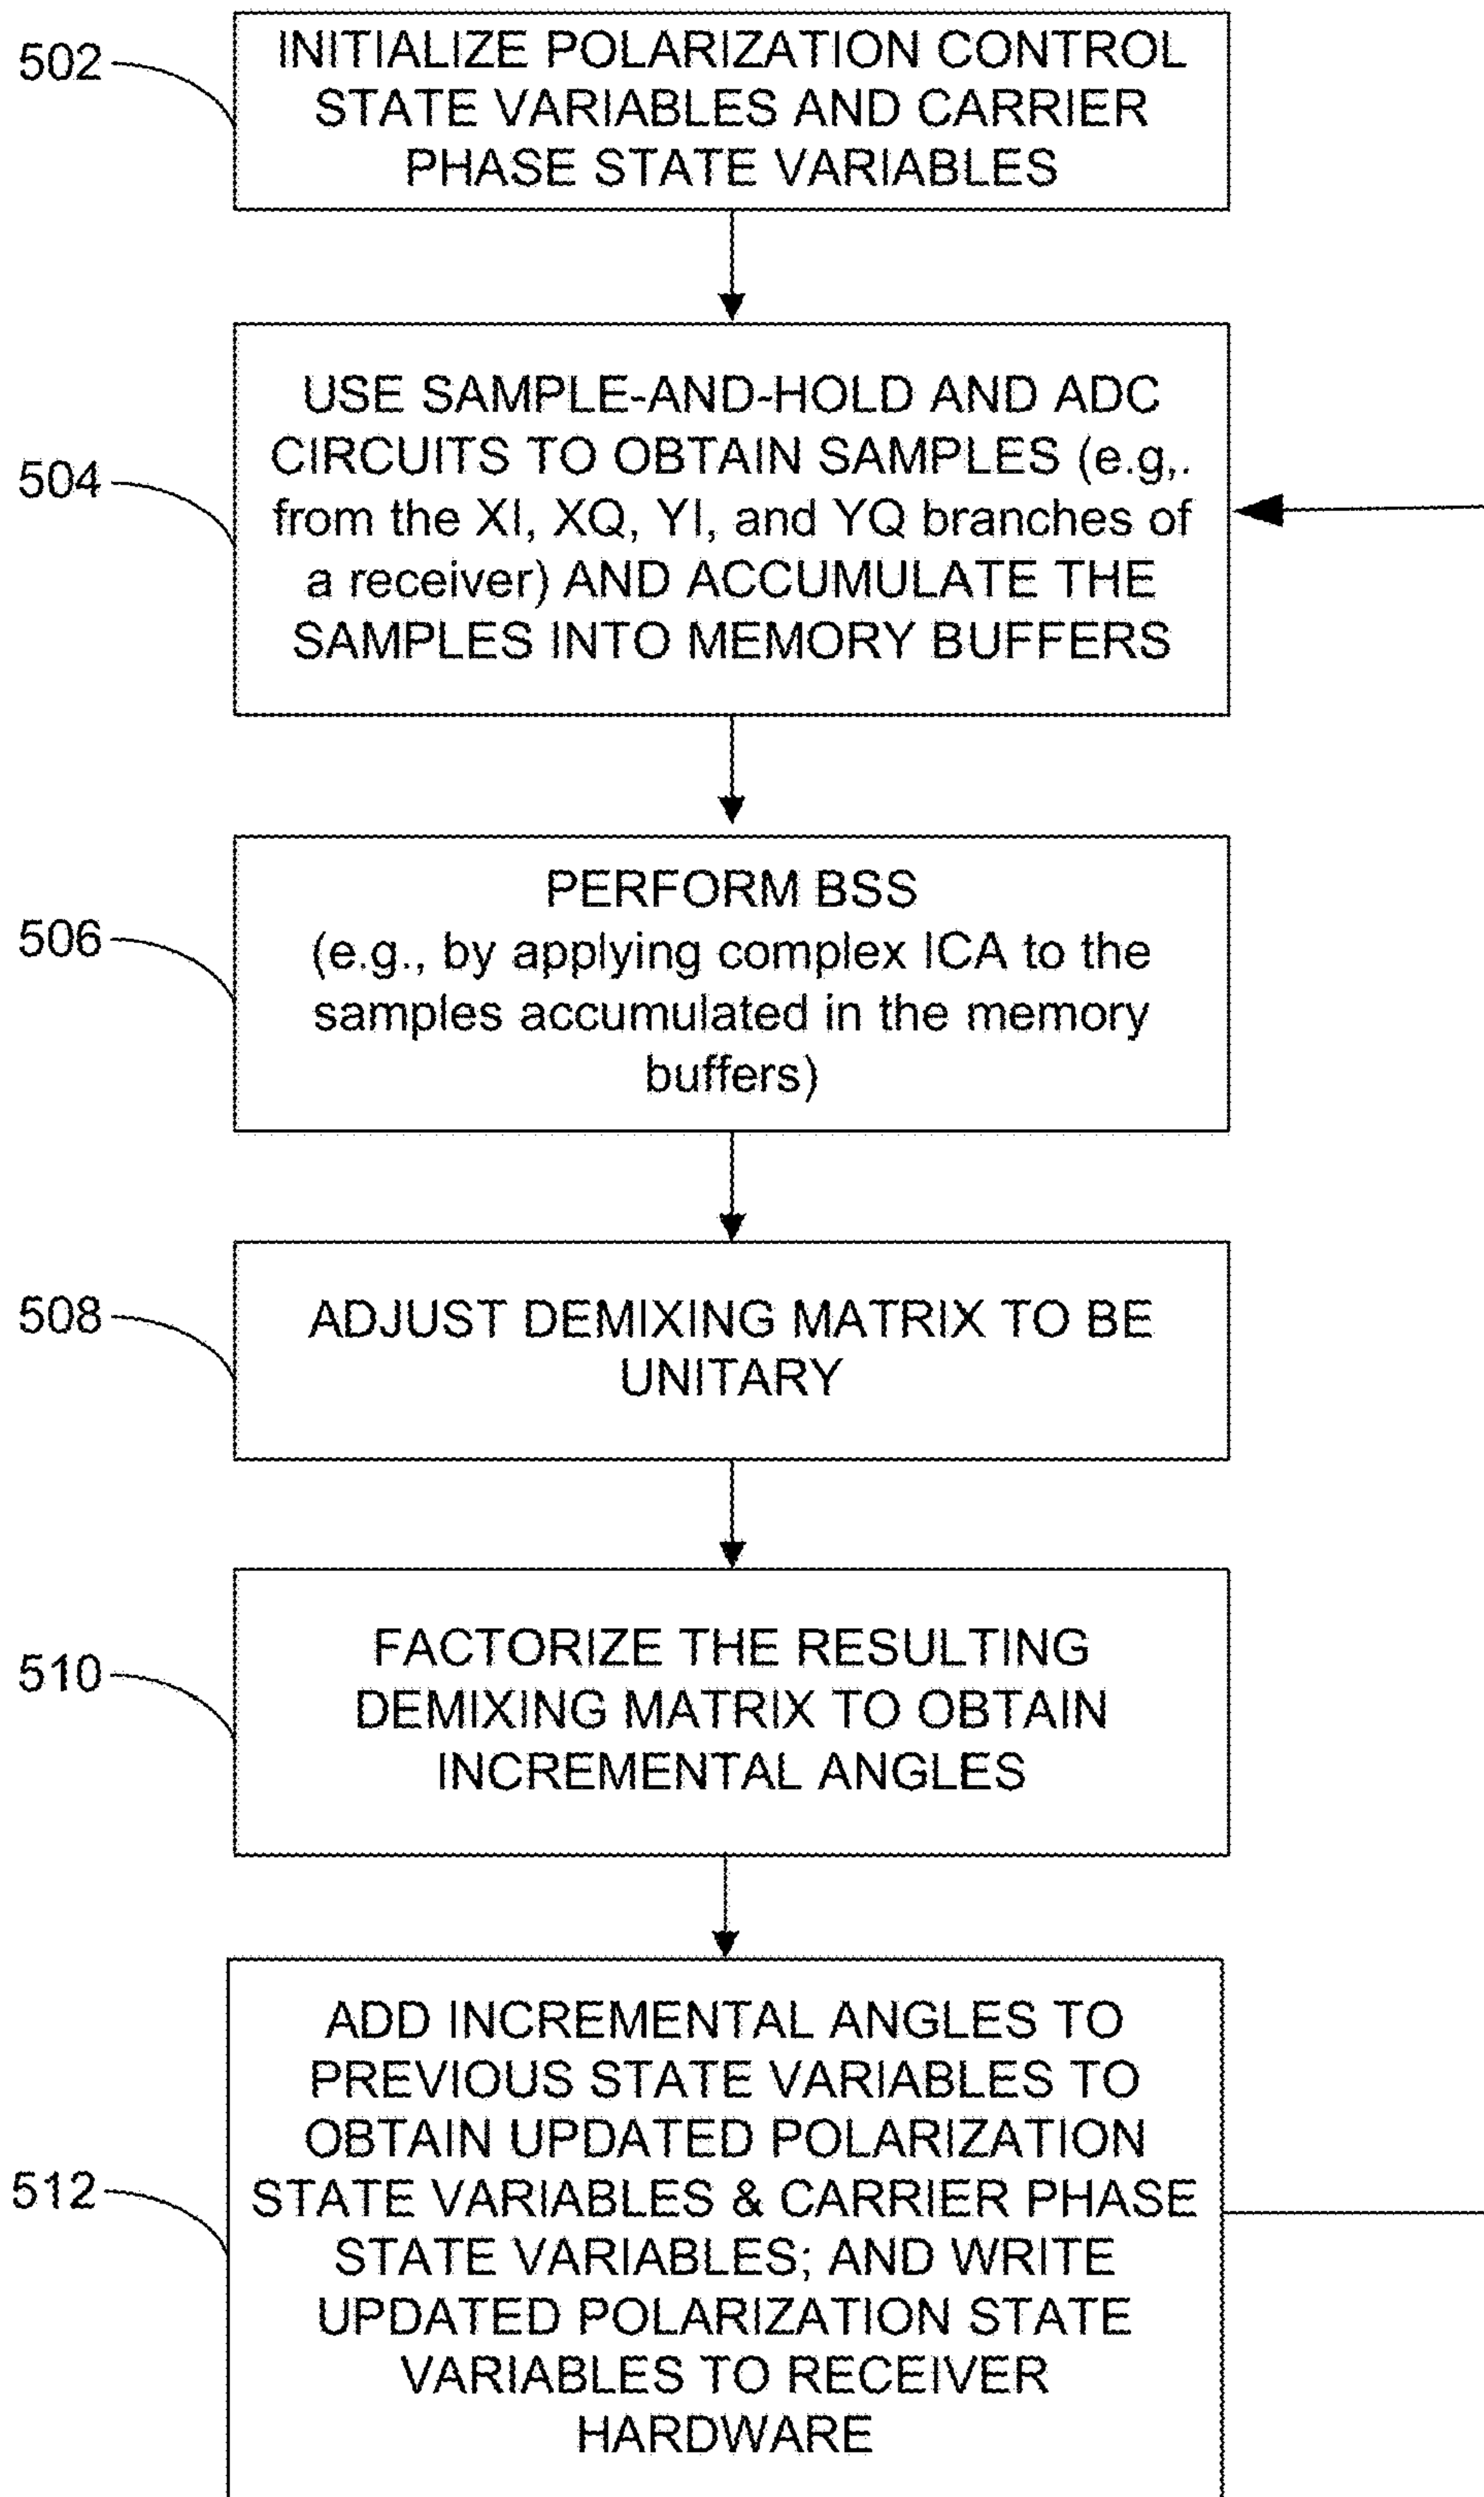 502
INITIALIZE POLARIZATION CONTROL
STATE VARIABLES AND CARRIER
PHASE STATE VARIABLES
504
USE SAMPLE-AND-HOLD AND ADC
CIRCUITS TO OBTAIN SAMPLES (e.g,.
from the XI, XQ, YI, and YQ branches of
a receiver) AND ACCUMULATE THE
SAMPLES INTO MEMORY BUFFERS
506
PERFORM BSS
(e.g., by applying complex ICA to the
samples accumulated in the memory
buffers)
508
ADJUST DEMIXING MATRIX TO BE
UNITARY
510
FACTORIZE THE RESULTING
DEMIXING MATRIX TO OBTAIN
INCREMENTAL ANGLES
512
ADD INCREMENTAL ANGLES TO
PREVIOUS STATE VARIABLES TO
OBTAIN UPDATED POLARIZATION
STATE VARIABLES & CARRIER PHASE
STATE VARIABLES; AND WRITE
UPDATED POLARIZATION STATE
VARIABLES TO RECEIVER
HARDWARE